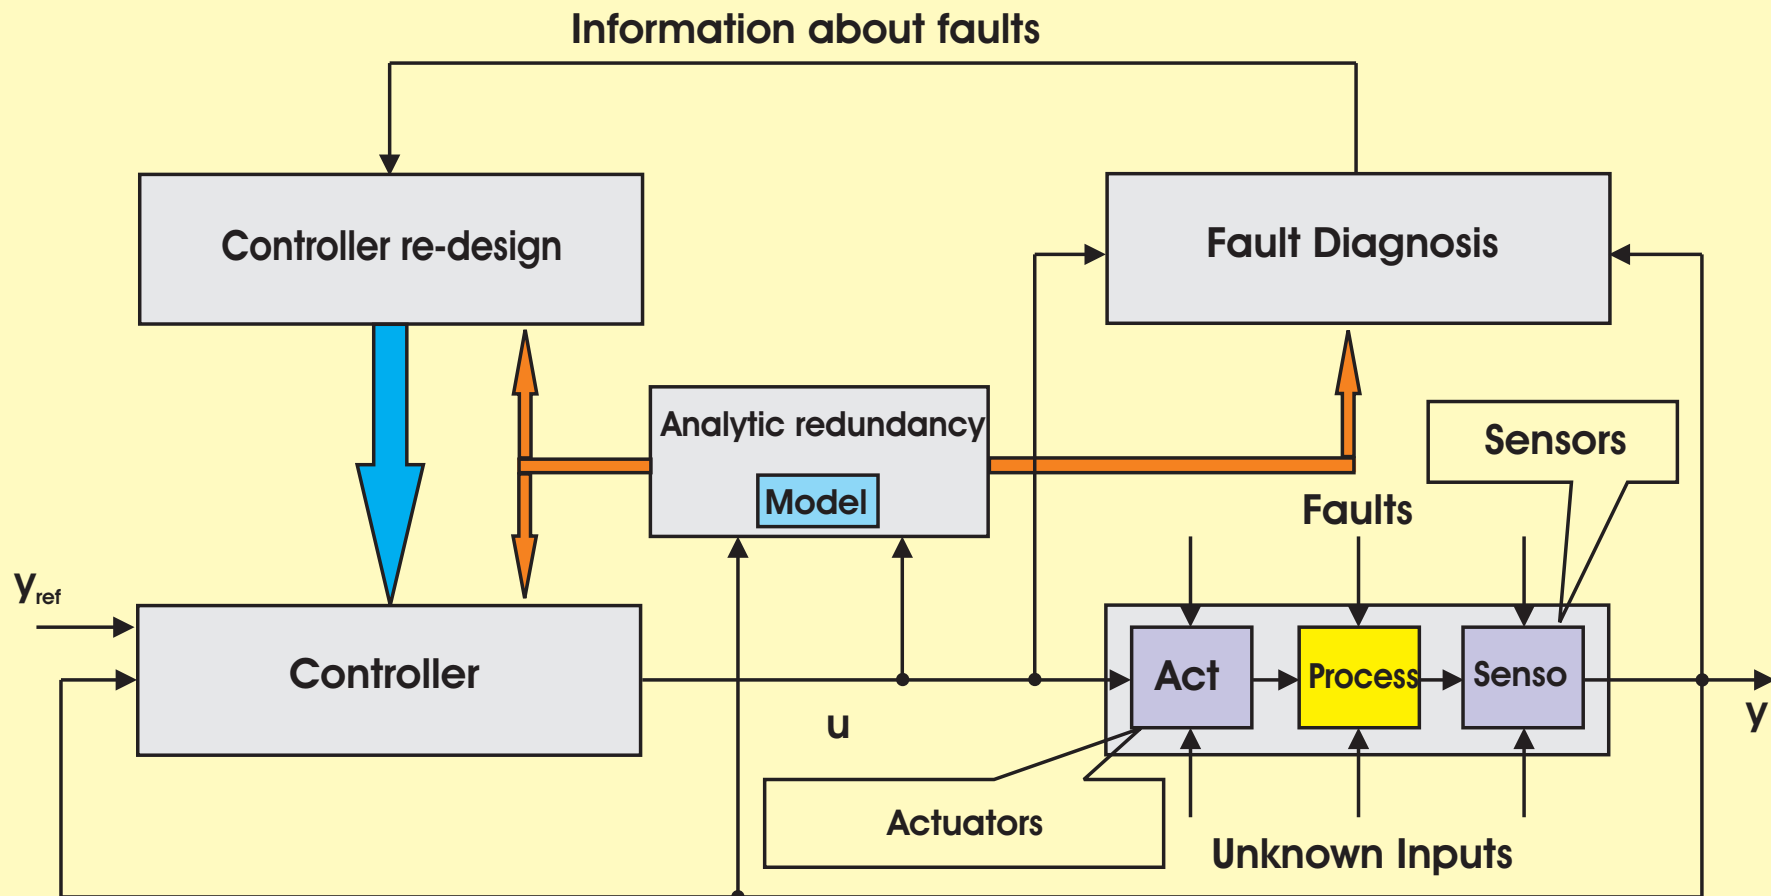 Information about faults
Controller re-design
Fault Diagnosis
Analytic redundancy
Model
Sensors
Faults
yref
Controller
Act
Process
Senso
u
y
Actuators
Unknown Inputs